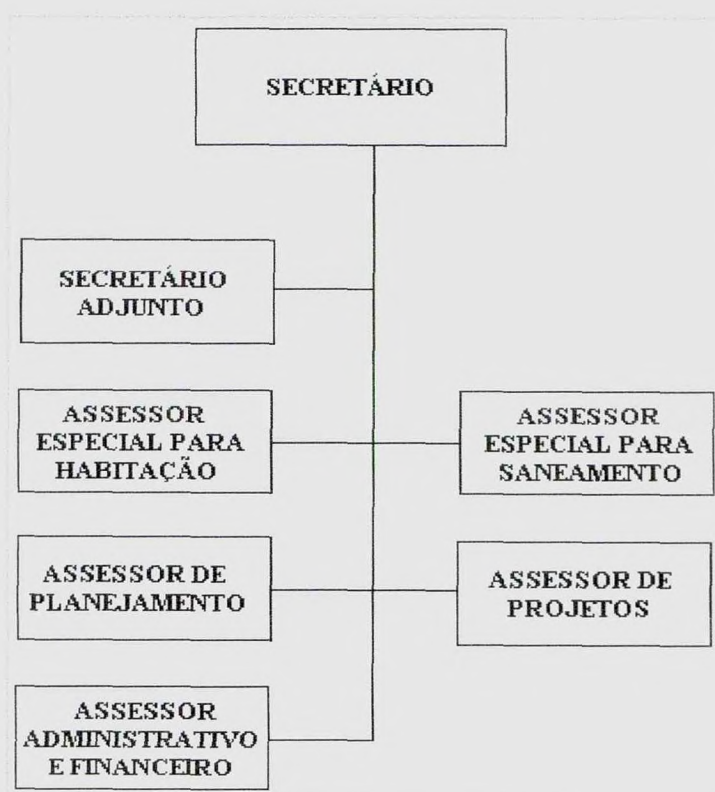 SECRETÁRIO
SECRETÁRIO
ADJUNTO
ASSESSOR
ESPECIAL PARA
HABITAÇÃO
ASSESSOR
ESPECIAL PARA
SANEAMENTO
ASSESSOR DE
PLANEJAMENTO
ASSESSOR DE
PROJETOS
ASSESSOR
ADMINISTRATIVO
E FINANCEIRO